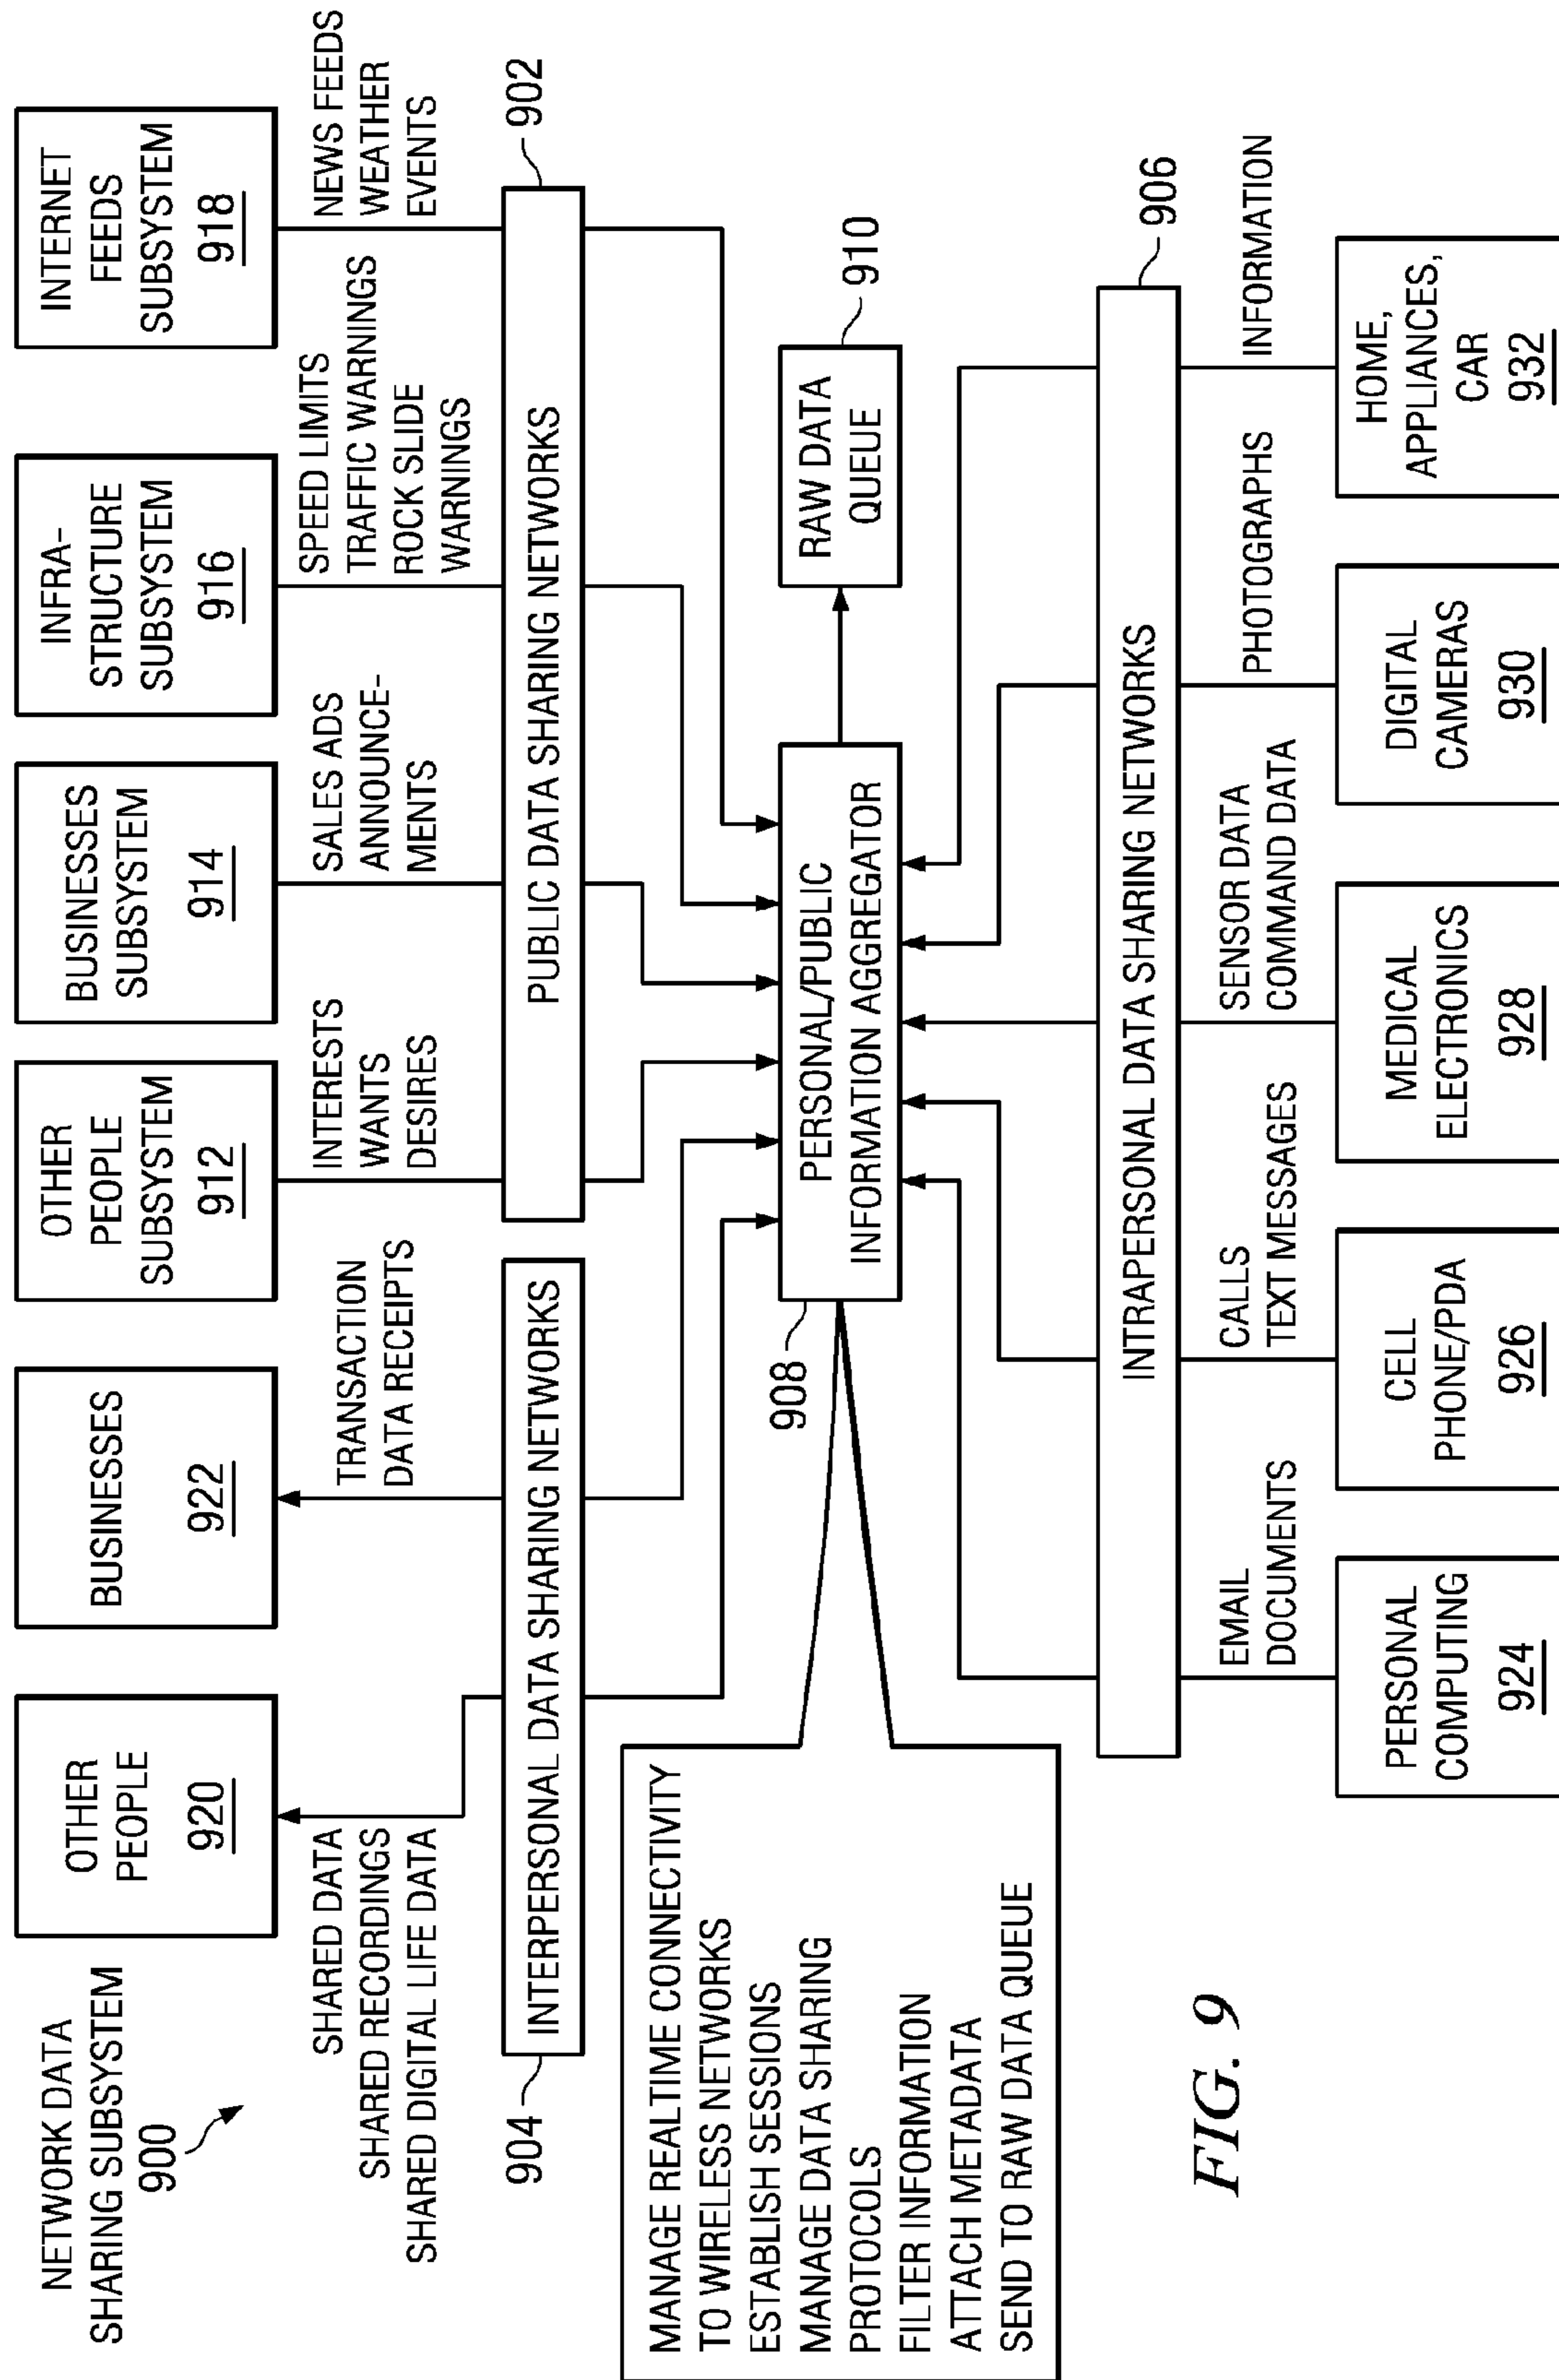 NETWORK DATA
SHARING SUBSYSTEM
900
OTHER
PEOPLE
920
BUSINESSES
922
OTHER
PEOPLE
SUBSYSTEM
912
BUSINESSES
SUBSYSTEM
914
INFRA-
STRUCTURE
SUBSYSTEM
916
INTERNET
FEEDS
SUBSYSTEM
918
SHARED DATA
SHARED RECORDINGS
SHARED DIGITAL LIFE DATA
TRANSACTION
DATA RECEIPTS
INTERESTS
WANTS
DESIRES
SALES ADS
ANNOUNCE-
MENTS
SPEED LIMITS
TRAFFIC WARNINGS
ROCK SLIDE
WARNINGS
NEWS FEEDS
WEATHER
EVENTS
904
INTERPERSONAL DATA SHARING NETWORKS
PUBLIC DATA SHARING NETWORKS
902
MANAGE REALTIME CONNECTIVITY
TO WIRELESS NETWORKS
ESTABLISH SESSIONS
MANAGE DATA SHARING
PROTOCOLS
FILTER INFORMATION
ATTACH METADATA
SEND TO RAW DATA QUEUE
908
PERSONAL/PUBLIC
INFORMATION AGGREGATOR
RAW DATA
QUEUE
910
INTRAPERSONAL DATA SHARING NETWORKS
906
EMAIL
DOCUMENTS
CALLS
TEXT MESSAGES
SENSOR DATA
COMMAND DATA
PHOTOGRAPHS
INFORMATION
PERSONAL
COMPUTING
924
CELL
PHONE/PDA
926
MEDICAL
ELECTRONICS
928
DIGITAL
CAMERAS
930
HOME,
APPLIANCES,
CAR
932
FIG. 9